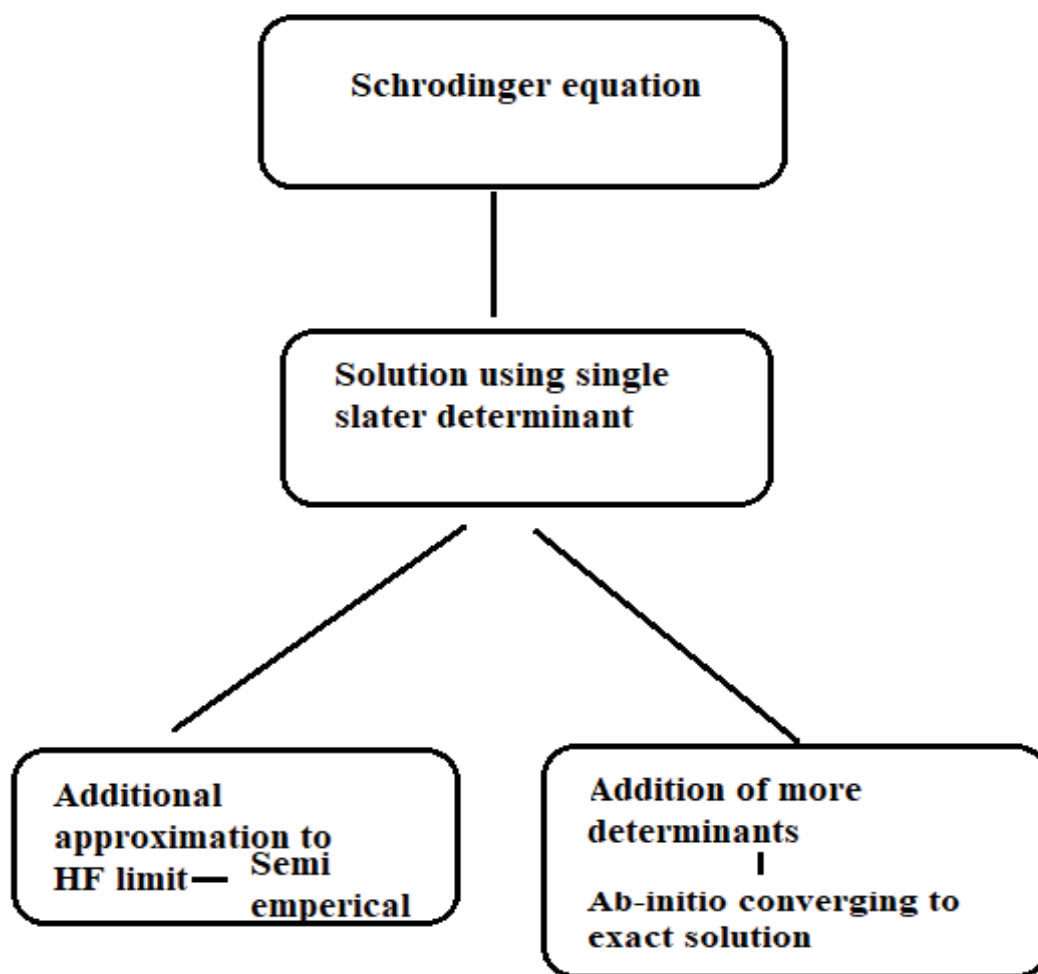 Schrodinger equation
Solution using single
slater determinant
Additional
approximation to
HF limit
Semi
emperical
Addition of more
determinants
Ab-initio converging to
exact solution